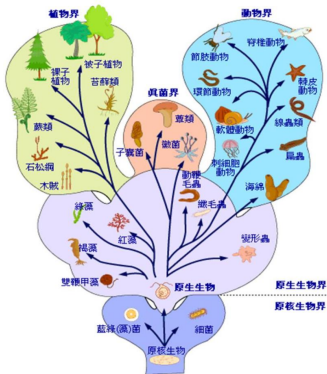 植物界
動物界
裸子植物
被子植物
苔蘚類
蕨類
石松綱
木賊
真菌界
蕈類
子囊菌
黴菌
節肢動物
脊椎動物
環節動物
棘皮動物
軟體動物
線蟲類
刺細胞動物
扁蟲
海綿
綠藻
紅藻
褐藻
雙鞭甲藻
動鞭毛蟲
纖毛蟲
變形蟲
原生生物
原生生物界
原核生物界
藍綠(藻)菌
細菌
原核生物